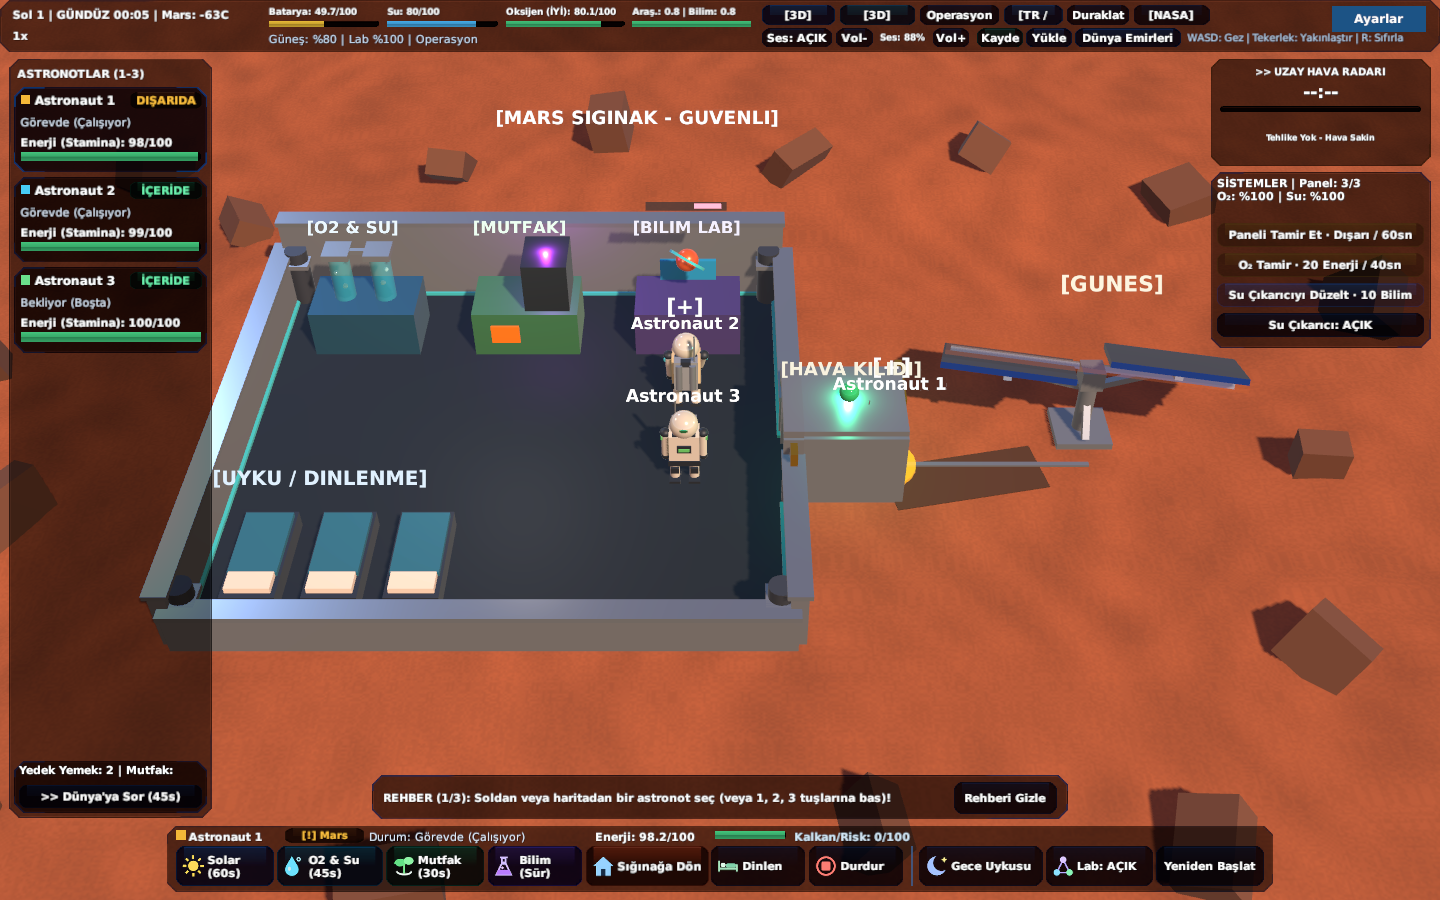 Sol 1 | GÜNDÜZ 00:05 | Mars: -63C
1x
Batarya: 49.7/100
Su: 80/100
Oksijen (İYİ): 80.1/100
Araş.: 0.8 | Bilim: 0.8
Güneş: %80 | Lab %100 | Operasyon
[3D]
[3D]
Operasyon
[TR /
Duraklat
[NASA]
Ayarlar
Ses: AÇIK
Vol-
Ses: 88%
Vol+
Kayde
Yükle
Dünya Emirleri
WASD: Gez | Tekerlek: Yakınlaştır | R: Sıfırla
ASTRONOTLAR (1-3)
Astronaut 1
DIŞARIDA
Görevde (Çalışıyor)
Enerji (Stamina): 98/100
Astronaut 2
İÇERİDE
Görevde (Çalışıyor)
Enerji (Stamina): 99/100
Astronaut 3
İÇERİDE
Bekliyor (Boşta)
Enerji (Stamina): 100/100
Yedek Yemek: 2 | Mutfak:
>> Dünya'ya Sor (45s)
>> UZAY HAVA RADARI
--:--
Tehlike Yok - Hava Sakin
SİSTEMLER | Panel: 3/3
O₂: %100 | Su: %100
Paneli Tamir Et · Dışarı / 60sn
O₂ Tamir · 20 Enerji / 40sn
Su Çıkarıcıyı Düzelt · 10 Bilim
Su Çıkarıcı: AÇIK
[MARS SIGINAK - GUVENLI]
[O2 & SU]
[MUTFAK]
[BILIM LAB]
[GUNES]
[+]
Astronaut 2
[HAVA KILIDI]
[+]
Astronaut 1
Astronaut 3
[UYKU / DINLENME]
REHBER (1/3): Soldan veya haritadan bir astronot seç (veya 1, 2, 3 tuşlarına bas)!
Rehberi Gizle
Astronaut 1
[!] Mars
Durum: Görevde (Çalışıyor)
Enerji: 98.2/100
Kalkan/Risk: 0/100
Solar
(60s)
O2 & Su
(45s)
Mutfak
(30s)
Bilim
(Sür)
Sığınağa Dön
Dinlen
Durdur
Gece Uykusu
Lab: AÇIK
Yeniden Başlat